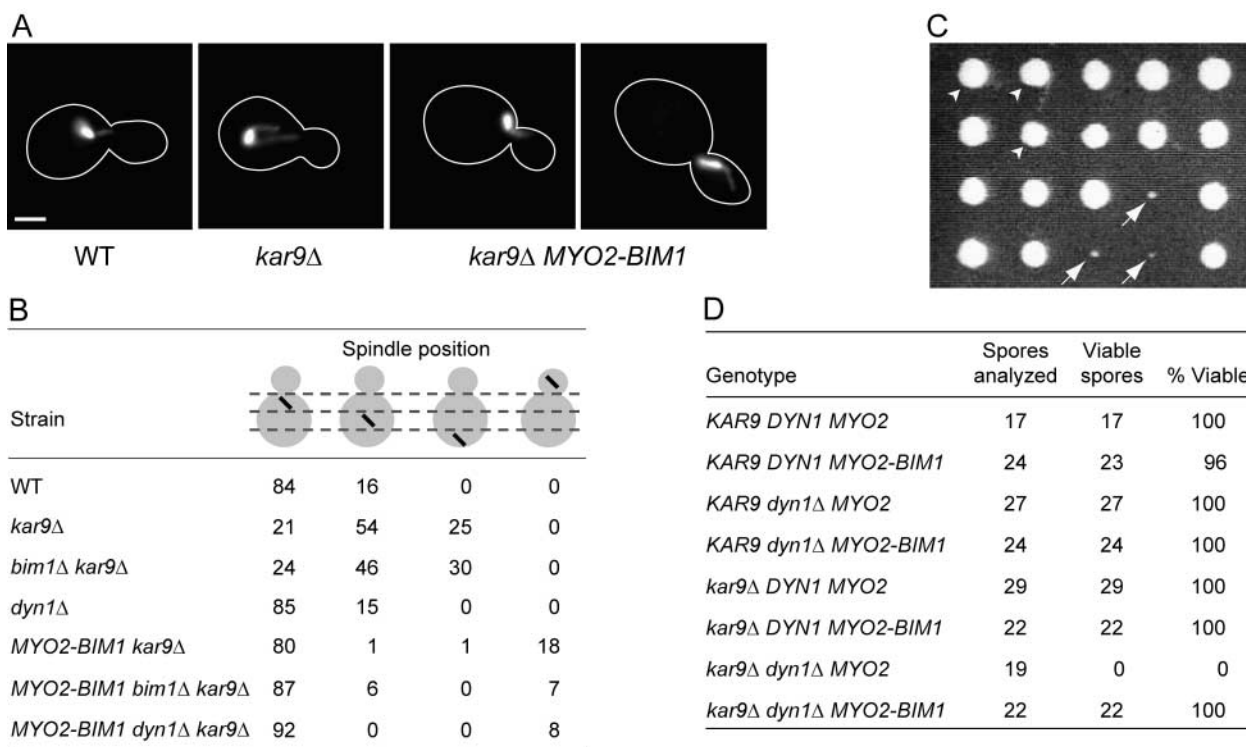 A
WT
kar9Δ
kar9Δ MYO2-BIM1
C
B
Spindle position
Strain
WT 84 16 0 0
kar9Δ 21 54 25 0
bim1Δ kar9Δ 24 46 30 0
dyn1Δ 85 15 0 0
MYO2-BIM1 kar9Δ 80 1 1 18
MYO2-BIM1 bim1Δ kar9Δ 87 6 0 7
MYO2-BIM1 dyn1Δ kar9Δ 92 0 0 8
D
Spores Viable
Genotype analyzed spores % Viable
KAR9 DYN1 MYO2 17 17 100
KAR9 DYN1 MYO2-BIM1 24 23 96
KAR9 dyn1Δ MYO2 27 27 100
KAR9 dyn1Δ MYO2-BIM1 24 24 100
kar9Δ DYN1 MYO2 29 29 100
kar9Δ DYN1 MYO2-BIM1 22 22 100
kar9Δ dyn1Δ MYO2 19 0 0
kar9Δ dyn1Δ MYO2-BIM1 22 22 100